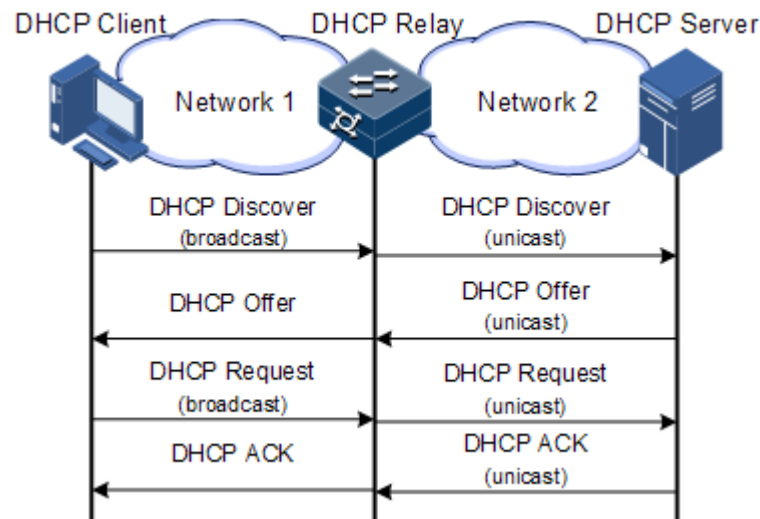 DHCP Client
DHCP Relay
DHCP Server
Network 1
Network 2
DHCP Discover
(broadcast)
DHCP Discover
(unicast)
DHCP Offer
DHCP Offer
(unicast)
DHCP Request
(broadcast)
DHCP Request
(unicast)
DHCP ACK
DHCP ACK
(unicast)